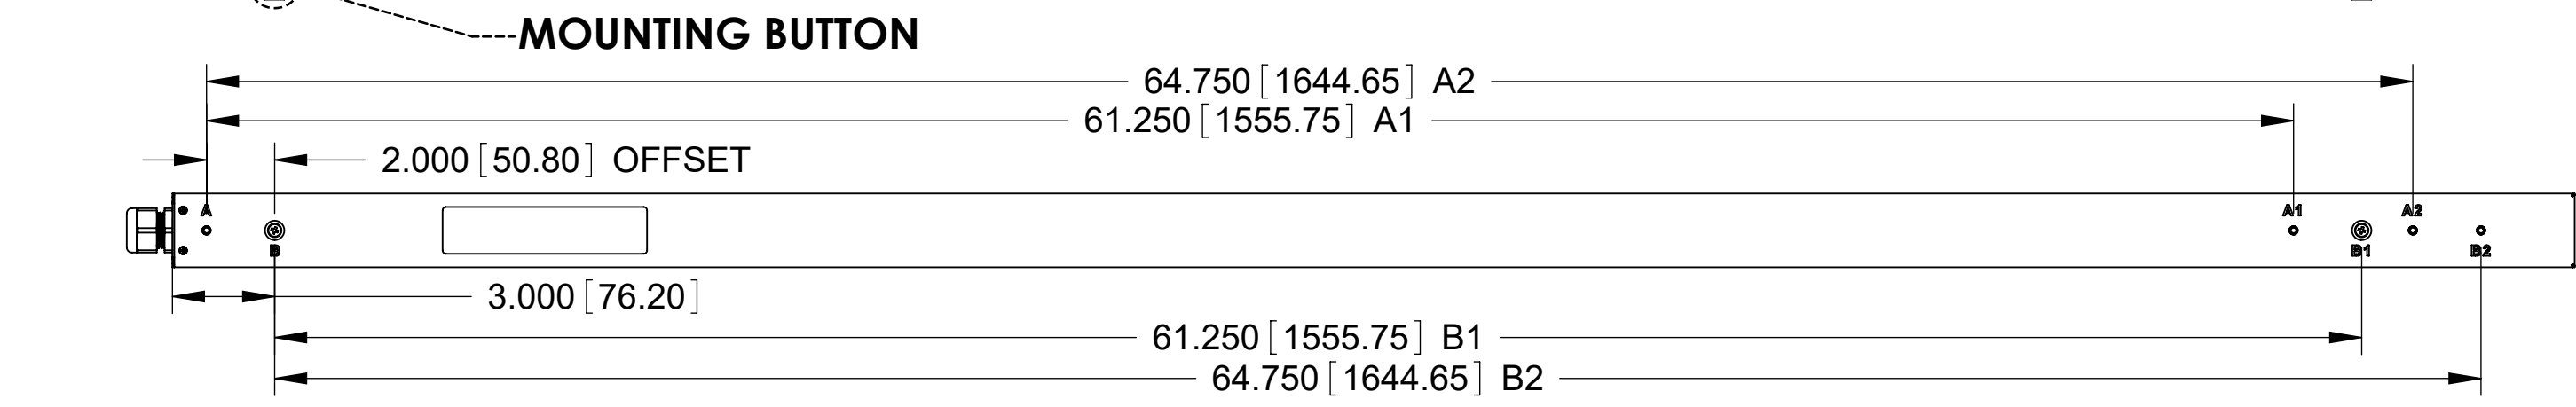 MOUNTING BUTTON
64.750 [1644.65] A2
61.250 [1555.75] A1
2.000 [50.80] OFFSET
A A1 A2
B B1 B2
3.000 [76.20]
61.250 [1555.75] B1
64.750 [1644.65] B2